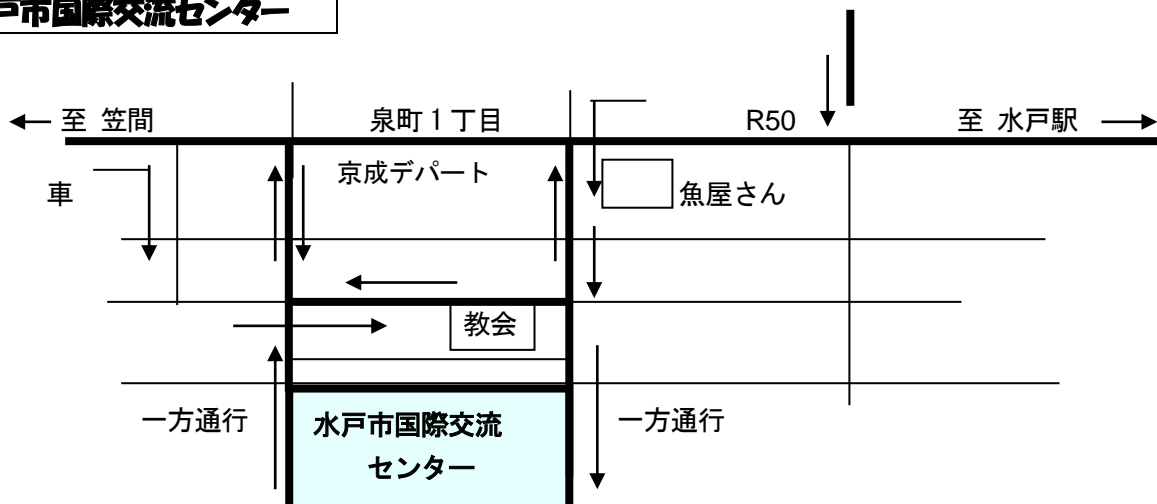 戸市国際交流センター
至 笠間
泉町１丁目
R50
至 水戸駅
京成デパート
車
魚屋さん
教会
一方通行
水戸市国際交流
センター
一方通行